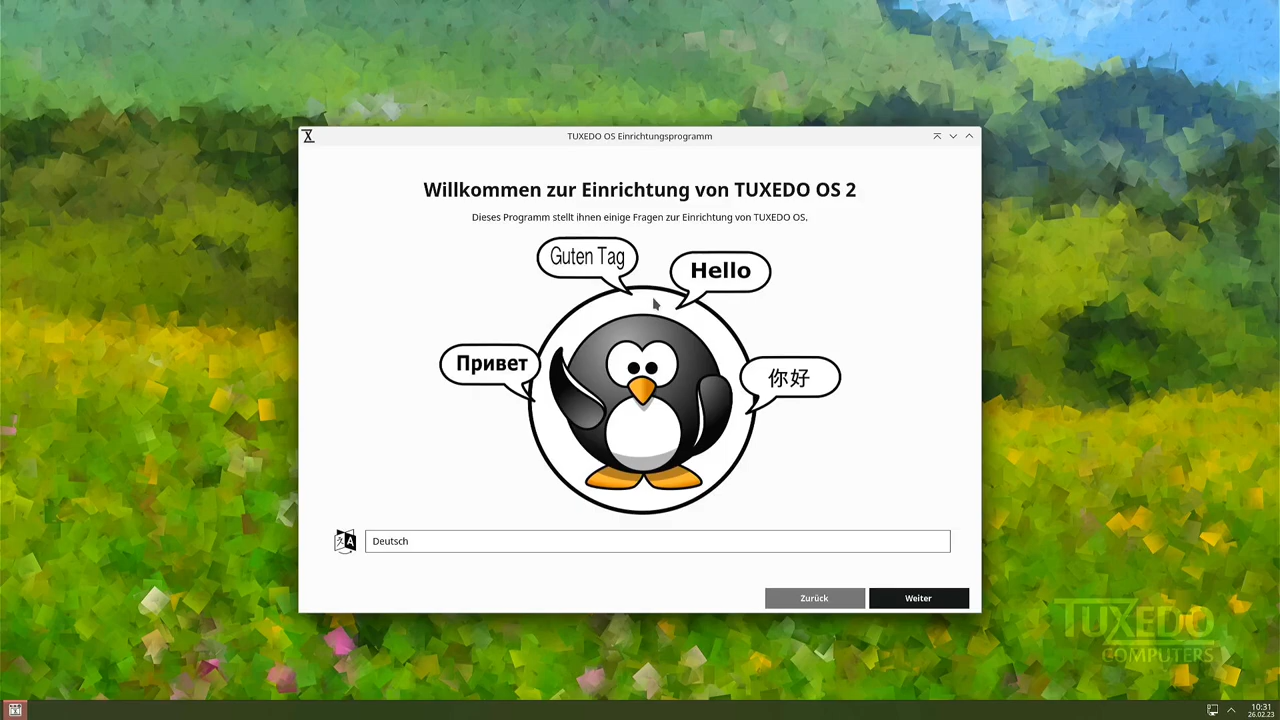 TUXEDO OS Einrichtungsprogramm
Willkommen zur Einrichtung von TUXEDO OS 2
Dieses Programm stellt ihnen einige Fragen zur Einrichtung von TUXEDO OS.
Guten Tag
Hello
Привет
你好
Deutsch
Zurück
Weiter
TUXEDO
COMPUTERS
10:31
26.02.23